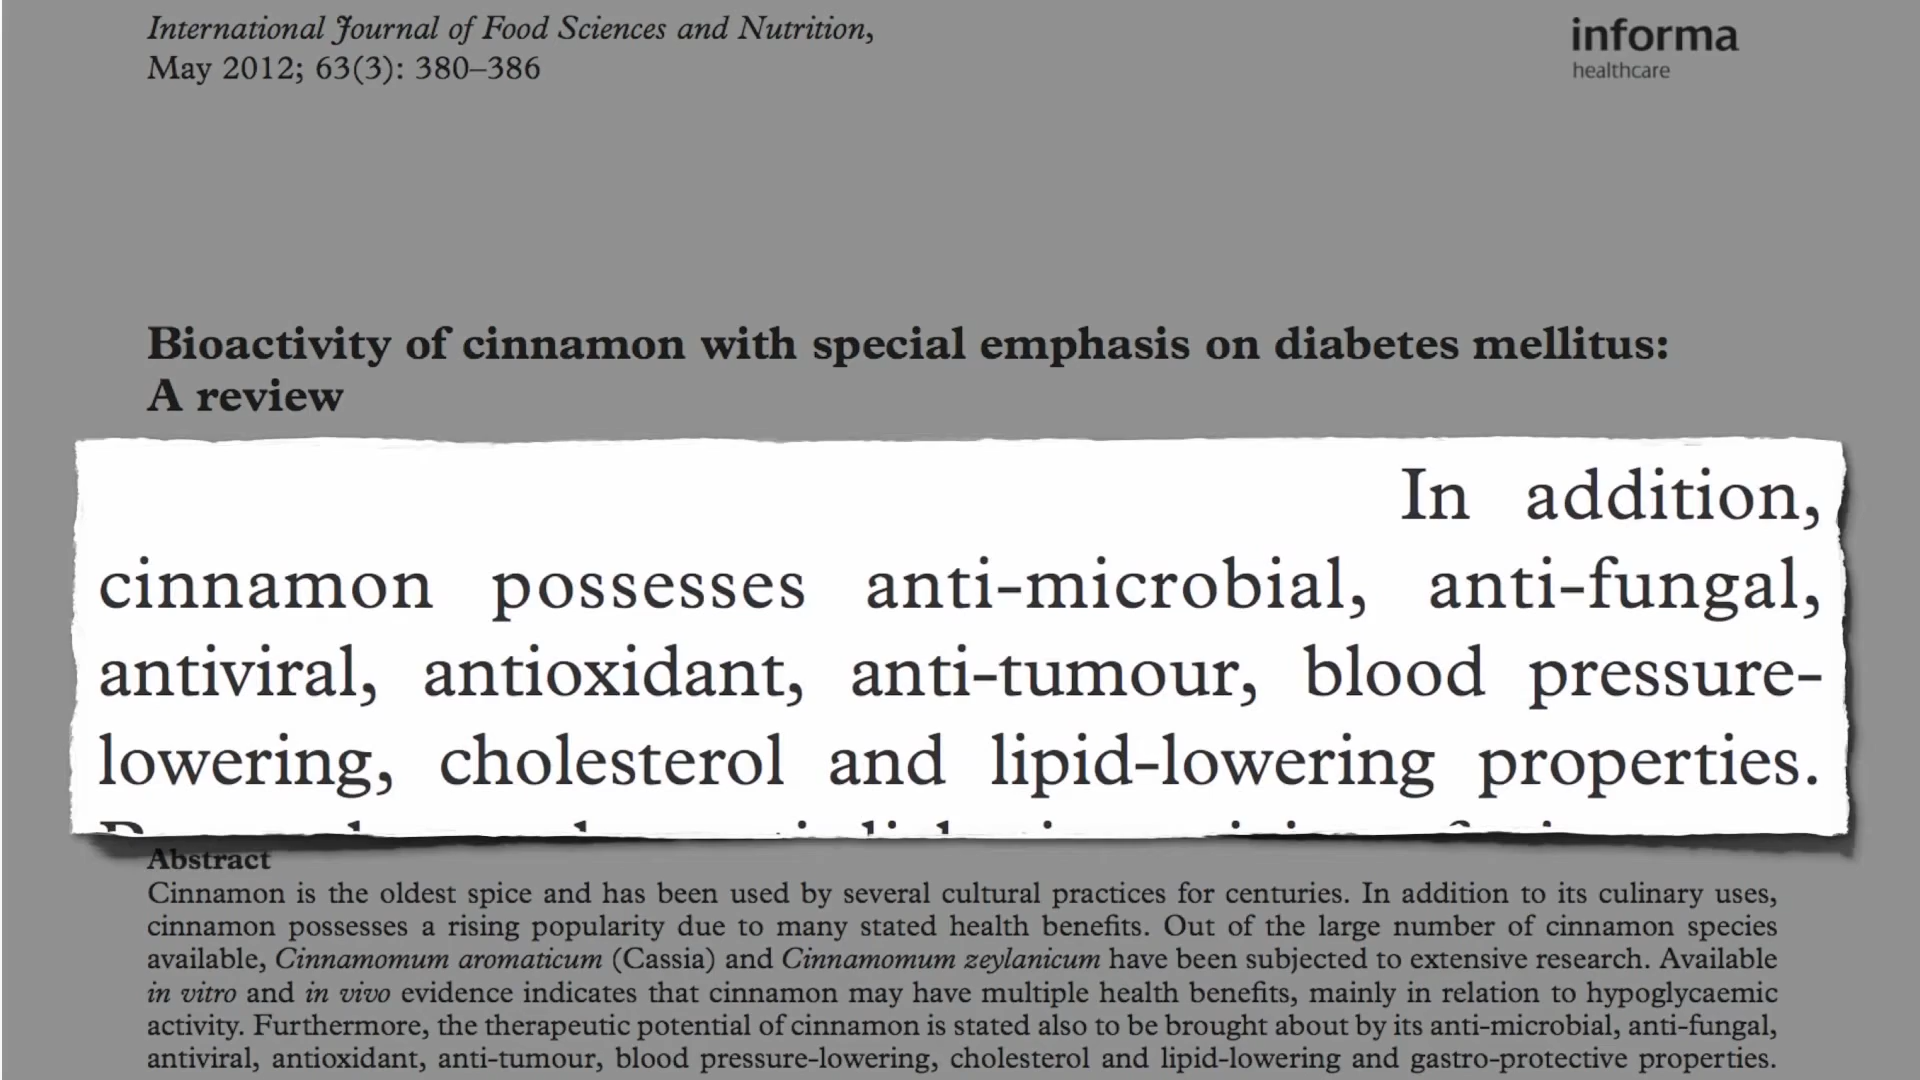 International Journal of Food Sciences and Nutrition,
May 2012; 63(3): 380–386
informa
healthcare
Bioactivity of cinnamon with special emphasis on diabetes mellitus:
A review
In addition,
cinnamon possesses anti-microbial, anti-fungal,
antiviral, antioxidant, anti-tumour, blood pressure-
lowering, cholesterol and lipid-lowering properties.
Abstract
Cinnamon is the oldest spice and has been used by several cultural practices for centuries. In addition to its culinary uses,
cinnamon possesses a rising popularity due to many stated health benefits. Out of the large number of cinnamon species
available, Cinnamomum aromaticum (Cassia) and Cinnamomum zeylanicum have been subjected to extensive research. Available
in vitro and in vivo evidence indicates that cinnamon may have multiple health benefits, mainly in relation to hypoglycaemic
activity. Furthermore, the therapeutic potential of cinnamon is stated also to be brought about by its anti-microbial, anti-fungal,
antiviral, antioxidant, anti-tumour, blood pressure-lowering, cholesterol and lipid-lowering and gastro-protective properties.